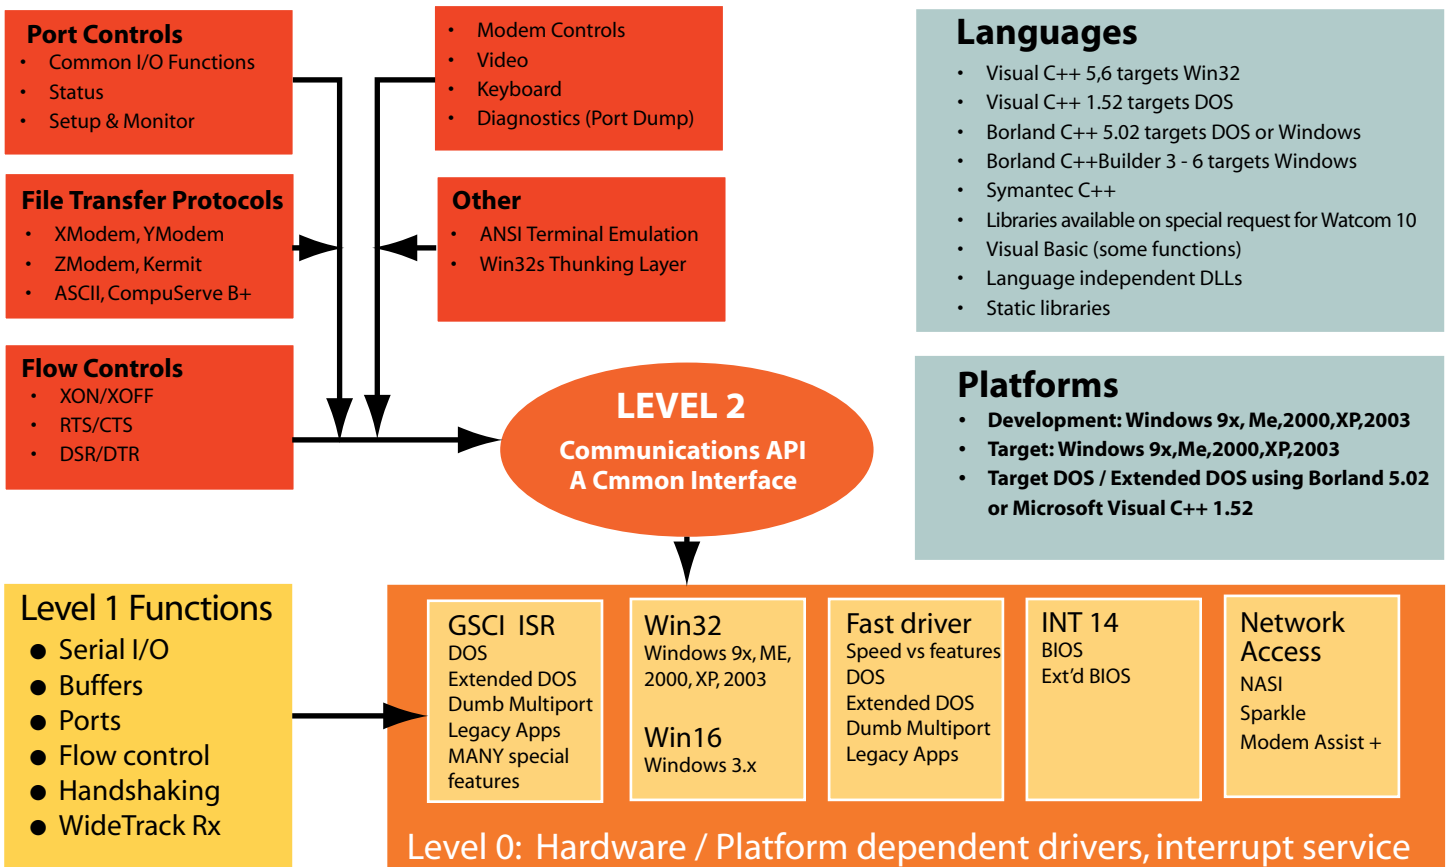 Port Controls
• Common I/O Functions
• Status
• Setup & Monitor
• Modem Controls
• Video
• Keyboard
• Diagnostics (Port Dump)
File Transfer Protocols
• XModem, YModem
• ZModem, Kermit
• ASCII, CompuServe B+
Other
• ANSI Terminal Emulation
• Win32s Thunking Layer
Flow Controls
• XON/XOFF
• RTS/CTS
• DSR/DTR
LEVEL 2
Communications API
A Cmmon Interface
Languages
• Visual C++ 5,6 targets Win32
• Visual C++ 1.52 targets DOS
• Borland C++ 5.02 targets DOS or Windows
• Borland C++Builder 3 - 6 targets Windows
• Symantec C++
• Libraries available on special request for Watcom 10
• Visual Basic (some functions)
• Language independent DLLs
• Static libraries
Platforms
• Development: Windows 9x, Me,2000,XP,2003
• Target: Windows 9x,Me,2000,XP,2003
• Target DOS / Extended DOS using Borland 5.02
or Microsoft Visual C++ 1.52
Level 1 Functions
● Serial I/O
● Buffers
● Ports
● Flow control
● Handshaking
● WideTrack Rx
GSCI ISR
DOS
Extended DOS
Dumb Multiport
Legacy Apps
MANY special
features
Win32
Windows 9x, ME,
2000, XP, 2003
Win16
Windows 3.x
Fast driver
Speed vs features
DOS
Extended DOS
Dumb Multiport
Legacy Apps
INT 14
BIOS
Ext'd BIOS
Network
Access
NASI
Sparkle
Modem Assist +
Level 0: Hardware / Platform dependent drivers, interrupt service